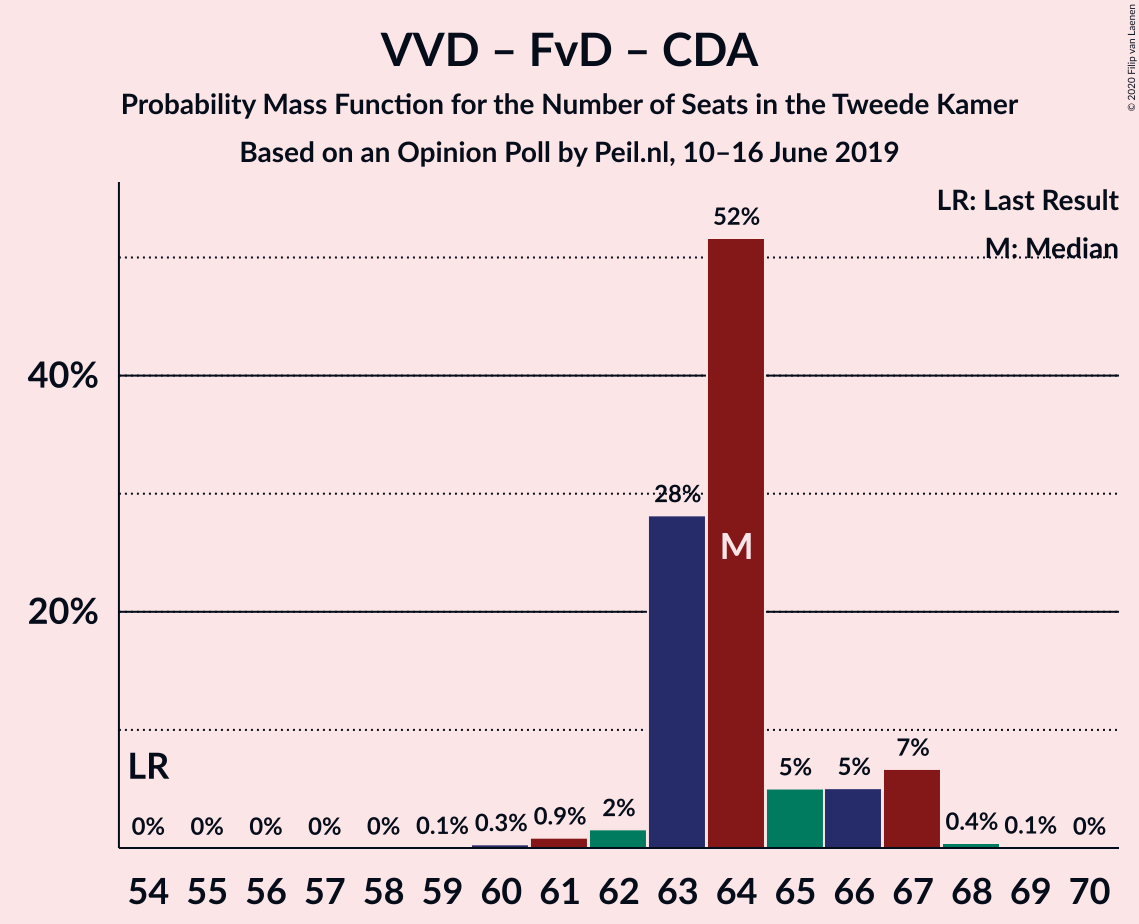 VVD – FvD – CDA
Probability Mass Function for the Number of Seats in the Tweede Kamer
Based on an Opinion Poll by Peil.nl, 10–16 June 2019
© 2020 Filip van Laenen
LR: Last Result
M: Median
52%
40%
28%
M
20%
LR
0% 0% 0% 0% 0% 0.1% 0.3% 0.9% 2% 5% 5% 7% 0.4% 0.1% 0%
54 55 56 57 58 59 60 61 62 63 64 65 66 67 68 69 70